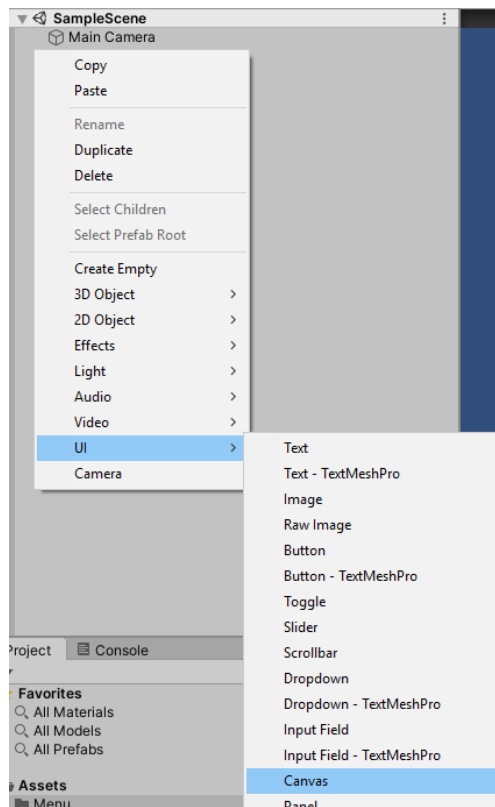 SampleScene
Main Camera
Copy
Paste
Rename
Duplicate
Delete
Select Children
Select Prefab Root
Create Empty
3D Object
2D Object
Effects
Light
Audio
Video
UI
Camera
Text
Text - TextMeshPro
Image
Raw Image
Button
Button - TextMeshPro
Toggle
Slider
Scrollbar
Dropdown
Dropdown - TextMeshPro
Input Field
Input Field - TextMeshPro
Canvas
Panel
Project Console
Favorites
All Materials
All Models
All Prefabs
Assets
Menu